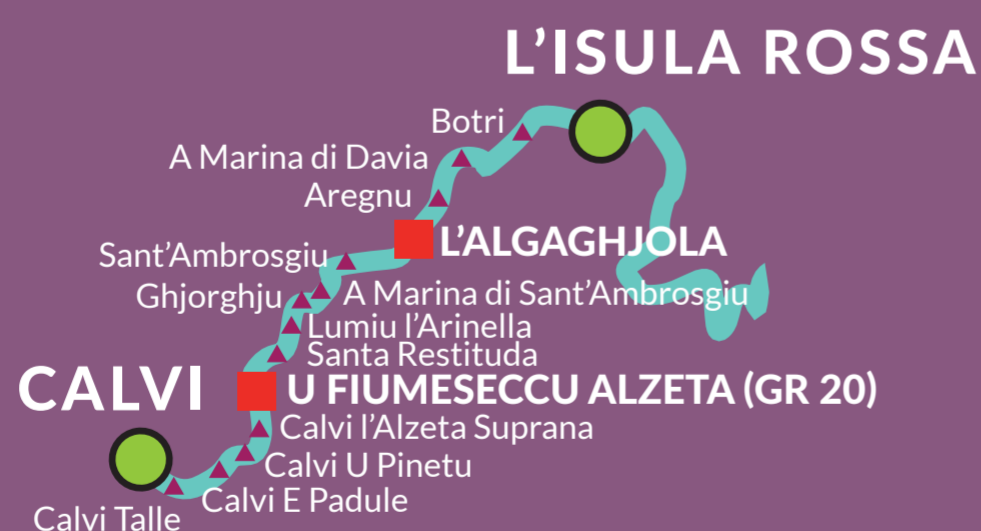 L'ISULA ROSSA
Botri
A Marina di Davia
Aregnu
L'ALGAGHJOLA
Sant'Ambrosgiu
Ghjorghju
A Marina di Sant'Ambrosgiu
Lumiu l'Arinella
Santa Restituda
CALVI
U FIUMESECCU ALZETA (GR 20)
Calvi l'Alzeta Suprana
Calvi U Pinetu
Calvi E Padule
Calvi Talle